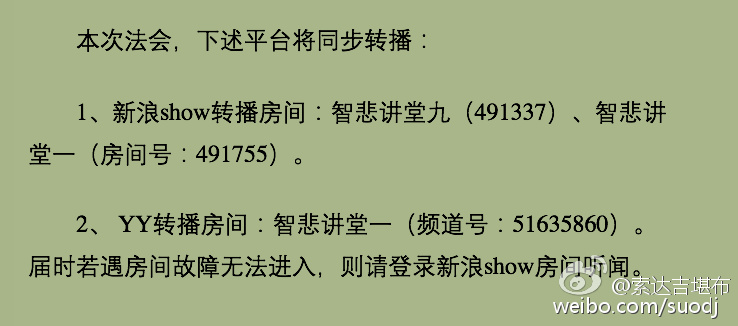 本次法会，下述平台将同步转播：
1、新浪show转播房间：智悲讲堂九（491337）、智悲讲
堂一（房间号：491755）。
2、 YY转播房间：智悲讲堂一（频道号：51635860）。
届时若遇房间故障无法进入，则请登录新浪show房间听闻。
@索达吉堪布
weibo.com/suodj